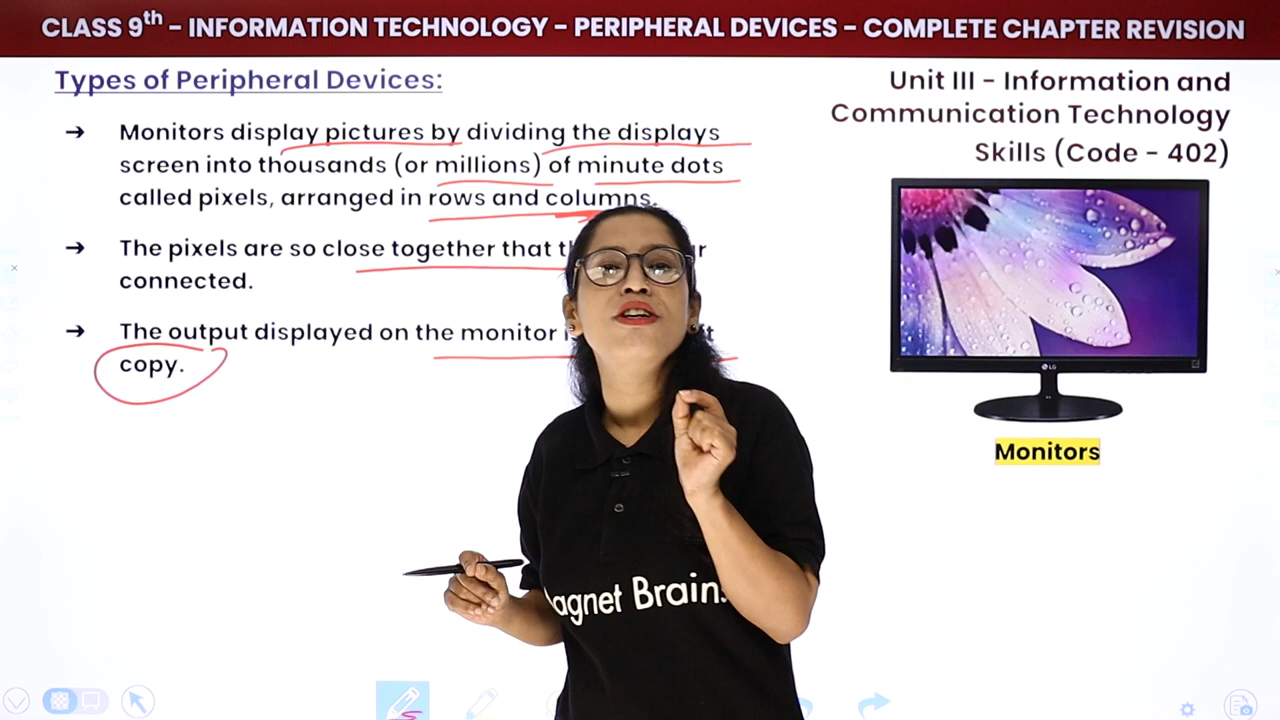 CLASS 9th – INFORMATION TECHNOLOGY – PERIPHERAL DEVICES – COMPLETE CHAPTER REVISION
Types of Peripheral Devices:
→ Monitors display pictures by dividing the displays
screen into thousands (or millions) of minute dots
called pixels, arranged in rows and columns.
→ The pixels are so close together that
connected.
→ The output displayed on the monitor
copy.
Unit III – Information and
Communication Technology
Skills (Code – 402)
LG
Monitors
agnet Brain